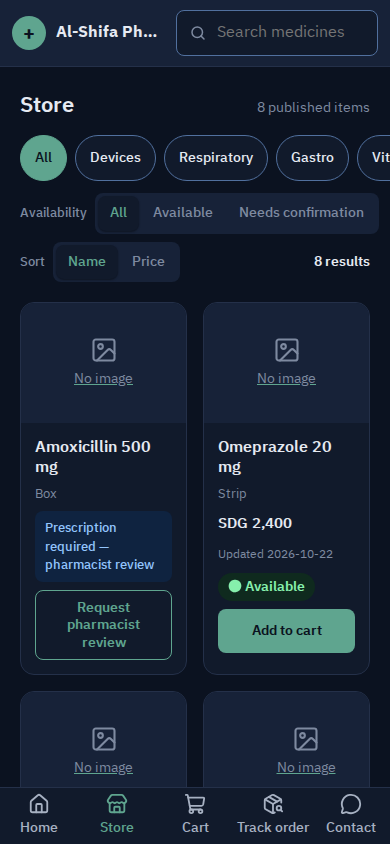 + Al-Shifa Ph... Search medicines
Store 8 published items
All Devices Respiratory Gastro Vit
Availability All Available Needs confirmation
Sort Name Price 8 results
No image
Amoxicillin 500
mg
Box
Prescription
required —
pharmacist review
Request
pharmacist
review
No image
Omeprazole 20
mg
Strip
SDG 2,400
Updated 2026-10-22
Available
Add to cart
No image
No image
Home Store Cart Track order Contact